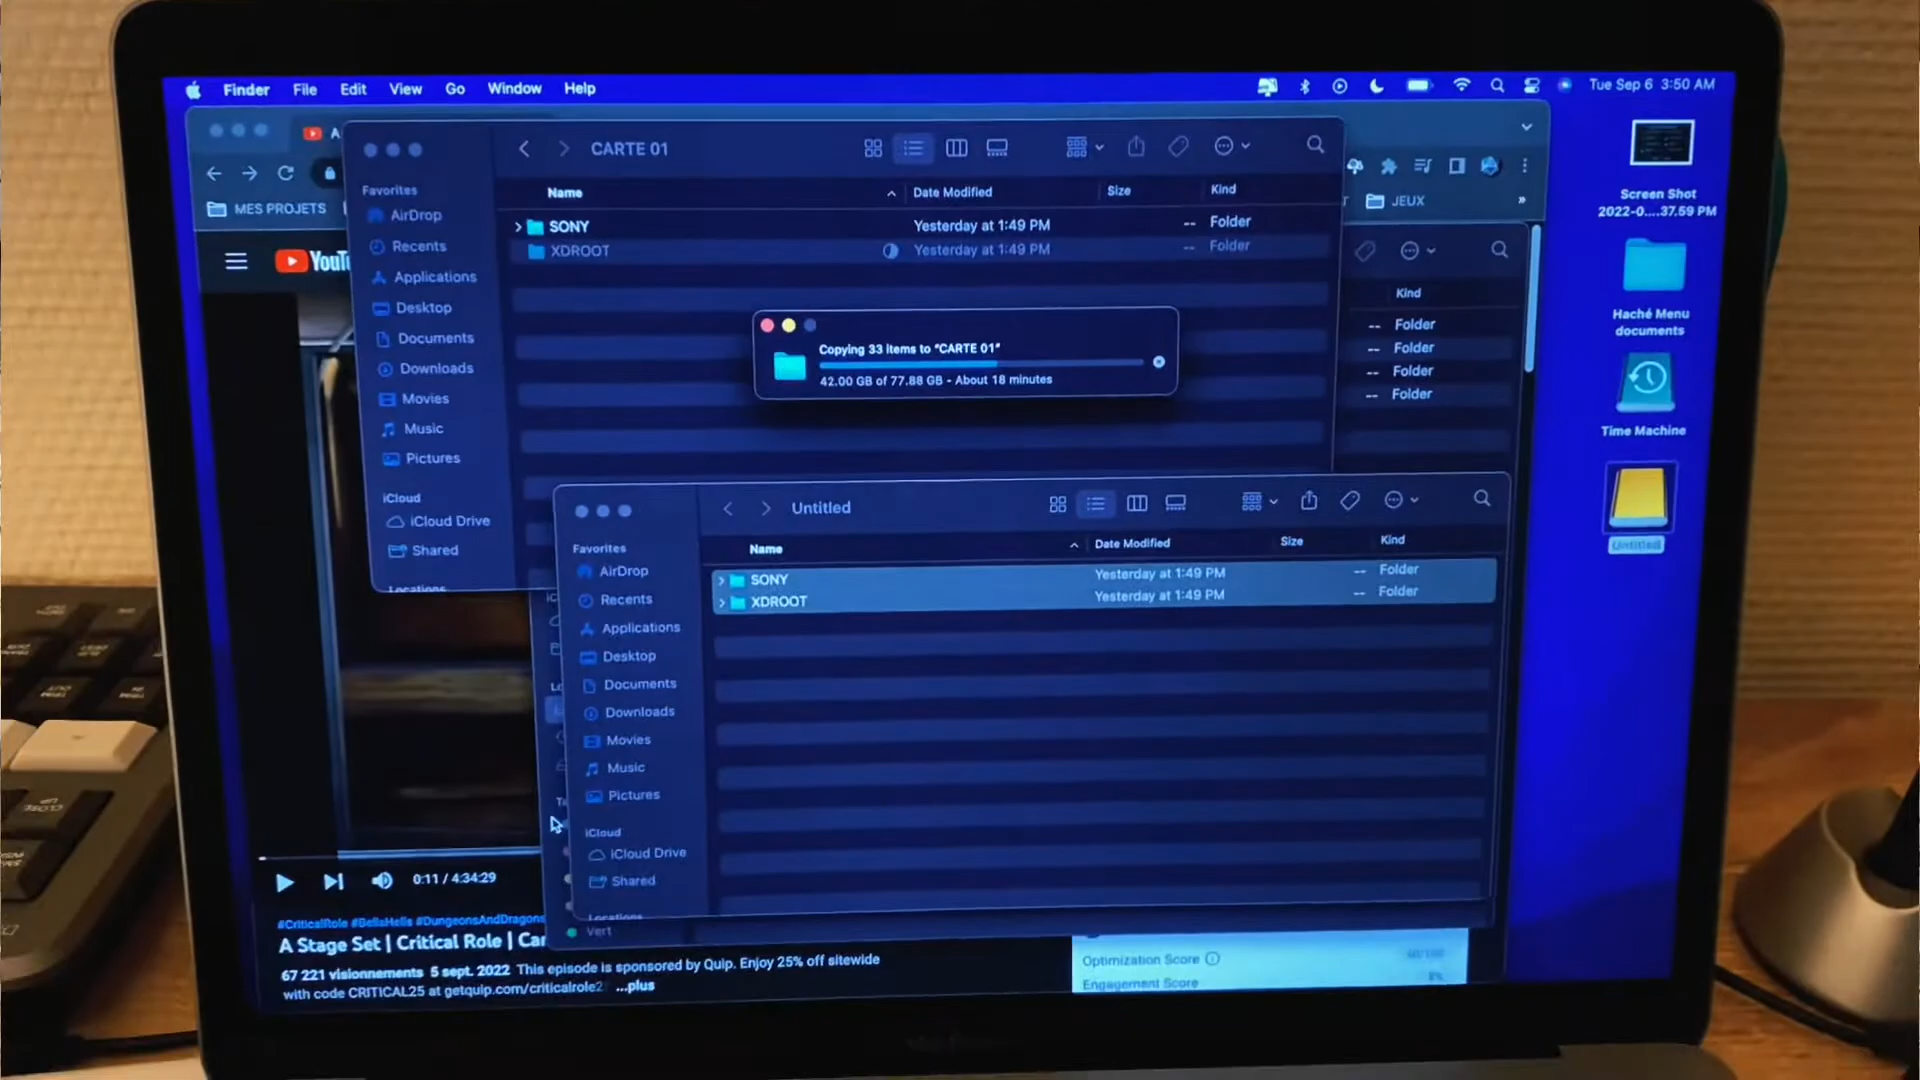 Finder File Edit View Go Window Help
Tue Sep 6 3:50 AM
A
CARTE 01
MES PROJETS
JEUX
YouTu
Favorites
AirDrop
Recents
Applications
Desktop
Documents
Downloads
Movies
Music
Pictures
iCloud
iCloud Drive
Shared
Locations
Name Date Modified Size Kind
SONY Yesterday at 1:49 PM -- Folder
XDROOT Yesterday at 1:49 PM -- Folder
Copying 33 items to "CARTE 01"
42.00 GB of 77.88 GB - About 18 minutes
Kind
-- Folder
-- Folder
-- Folder
-- Folder
Screen Shot
2022-0....37.59 PM
Haché Menu
documents
Time Machine
Untitled
Untitled
Favorites
AirDrop
Recents
Applications
Desktop
Documents
Downloads
Movies
Music
Pictures
iCloud
iCloud Drive
Shared
Locations
Name Date Modified Size Kind
SONY Yesterday at 1:49 PM -- Folder
XDROOT Yesterday at 1:49 PM -- Folder
Vert
0:11 / 4:34:29
#CriticalRole #BellsHells #DungeonsAndDragons
A Stage Set | Critical Role | Ca
67 221 visionnements 5 sept. 2022 This episode is sponsored by Quip. Enjoy 25% off sitewide
with code CRITICAL25 at getquip.com/criticalrole2 ...plus
Optimization Score
Engagement Score